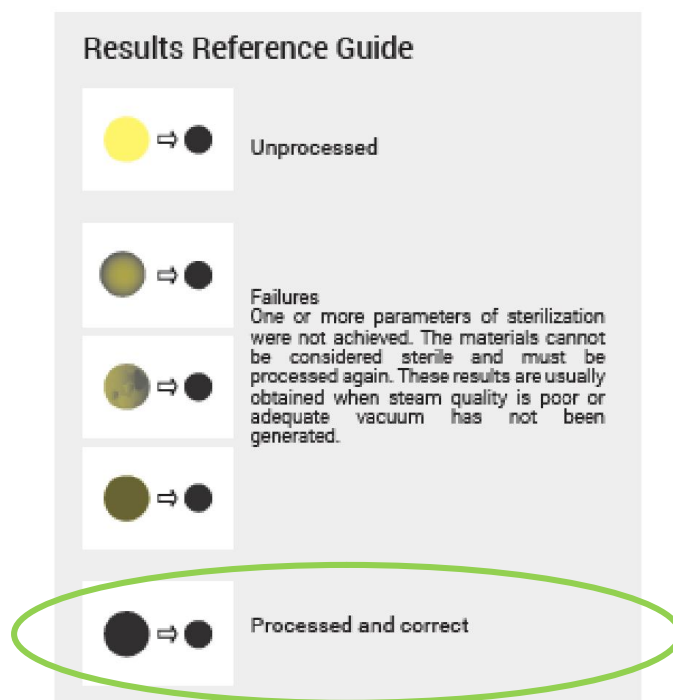 Results Reference Guide
Unprocessed
Failures
One or more parameters of sterilization
were not achieved. The materials cannot
be considered sterile and must be
processed again. These results are usually
obtained when steam quality is poor or
adequate vacuum has not been
generated.
Processed and correct